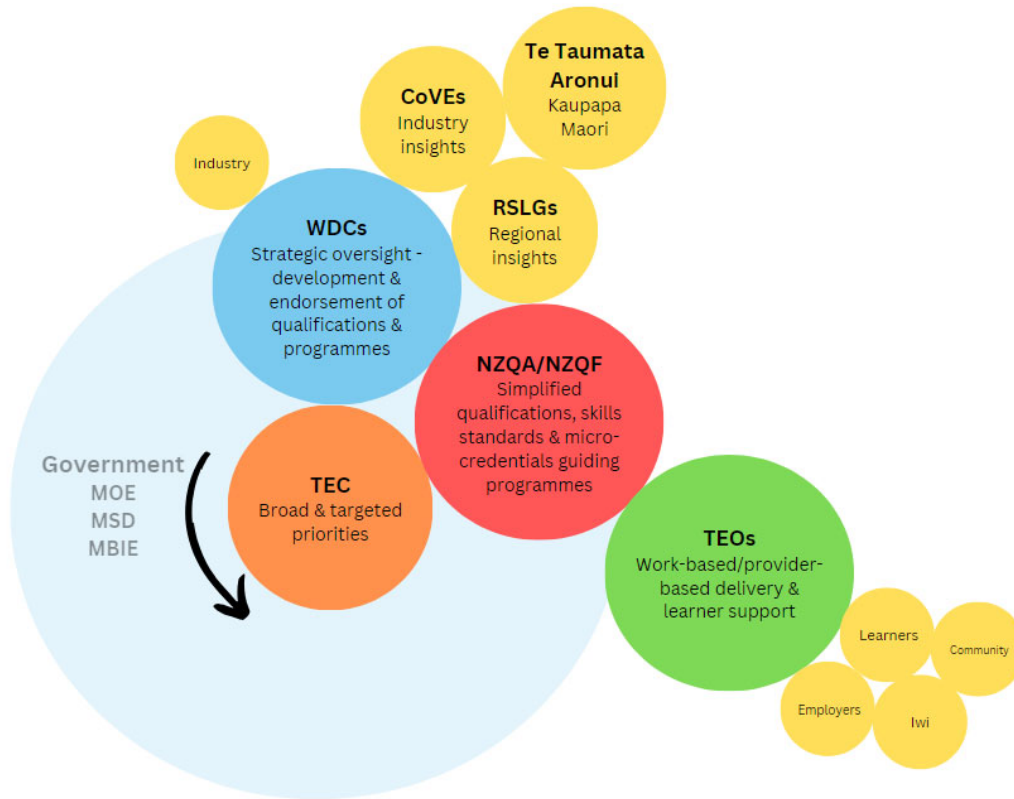 Te Taumata
Aronui
Kaupapa
Maori
CoVEs
Industry
insights
Industry
RSLGs
Regional
insights
WDCs
Strategic oversight -
development &
endorsement of
qualifications &
programmes
NZQA/NZQF
Simplified
qualifications, skills
standards & micro-
credentials guiding
programmes
Government
MOE
MSD
MBIE
TEC
Broad & targeted
priorities
TEOs
Work-based/provider-
based delivery &
learner support
Learners
Community
Employers
Iwi